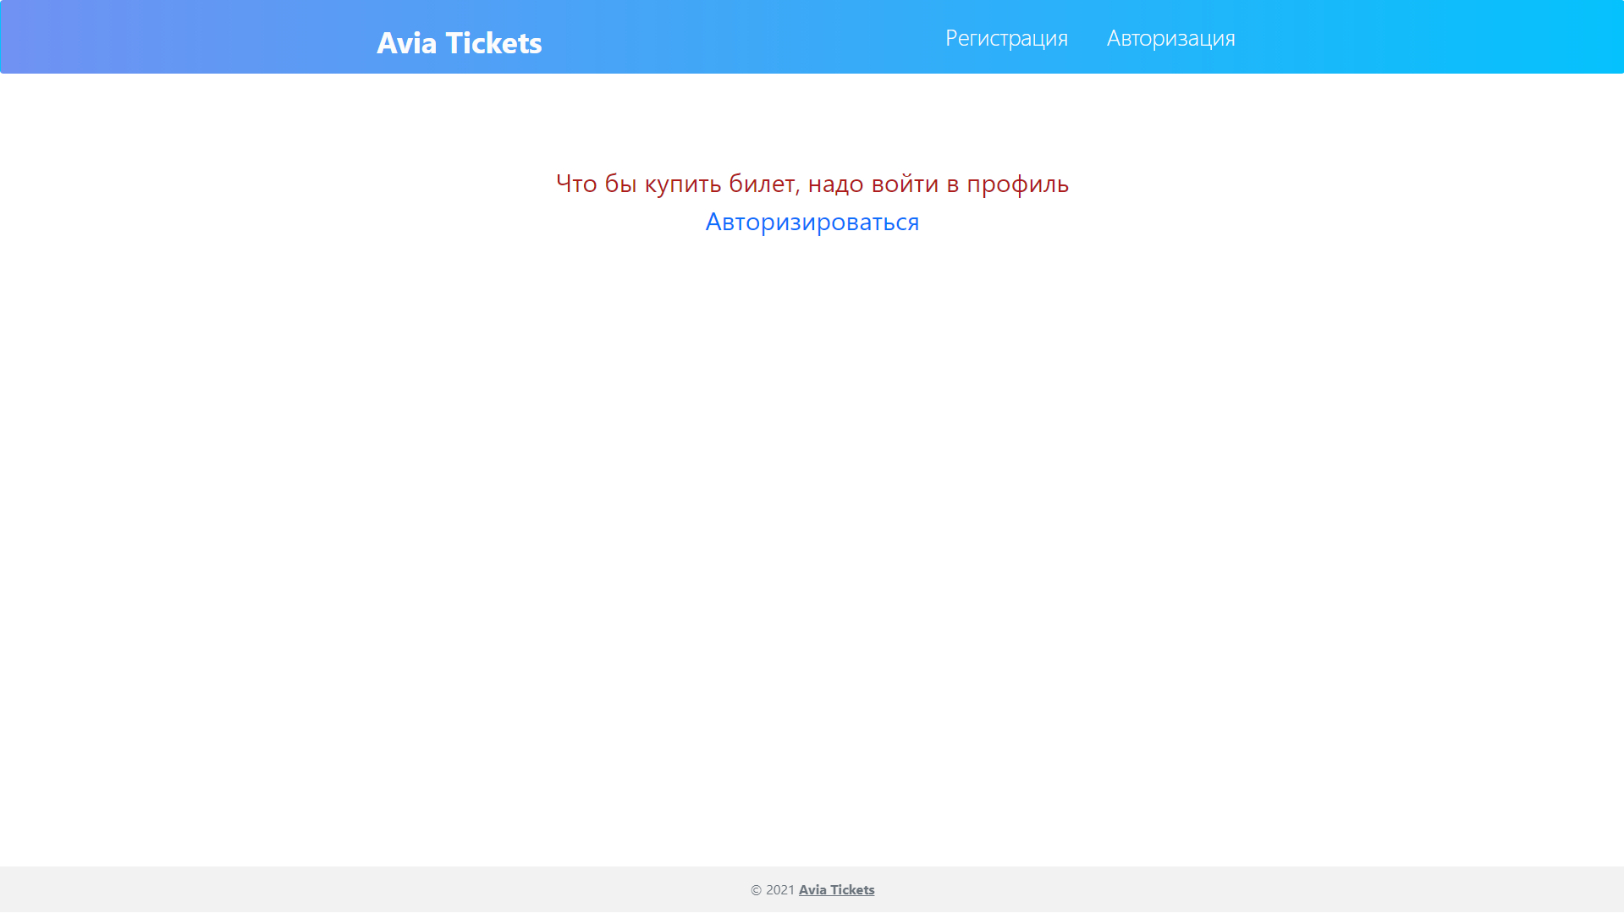 Avia Tickets
Регистрация
Авторизация
Что бы купить билет, надо войти в профиль
Авторизироваться
© 2021 Avia Tickets